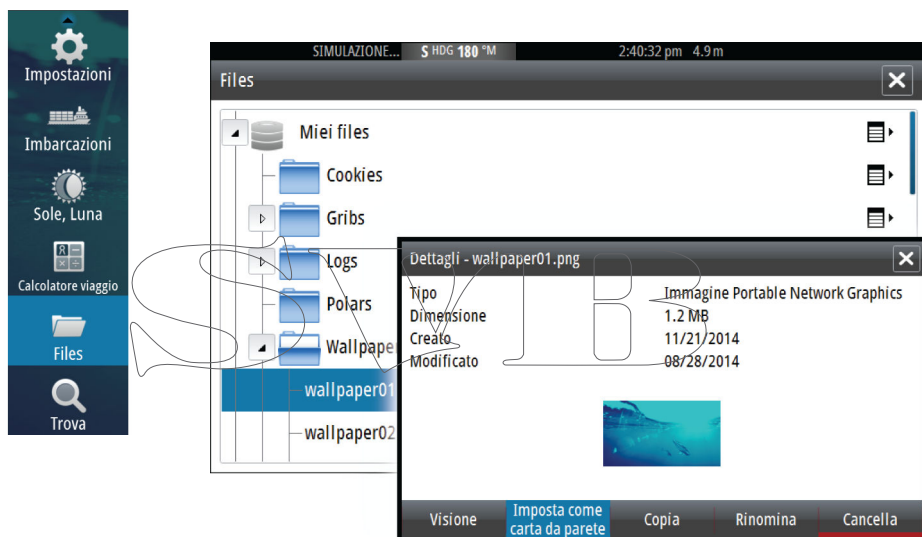 Impostazioni
Imbarcazioni
Sole, Luna
Calcolatore viaggio
Files
Trova
SIMULAZIONE... S HDG 180 °M 2:40:32 pm 4.9 m
Files
Miei files
Cookies
Gribs
Logs
Polars
Wallpape
wallpaper01
wallpaper02
Dettagli - wallpaper01.png
Tipo Immagine Portable Network Graphics
Dimensione 1.2 MB
Creato 11/21/2014
Modificato 08/28/2014
Visione
Imposta come
carta da parete
Copia
Rinomina
Cancella